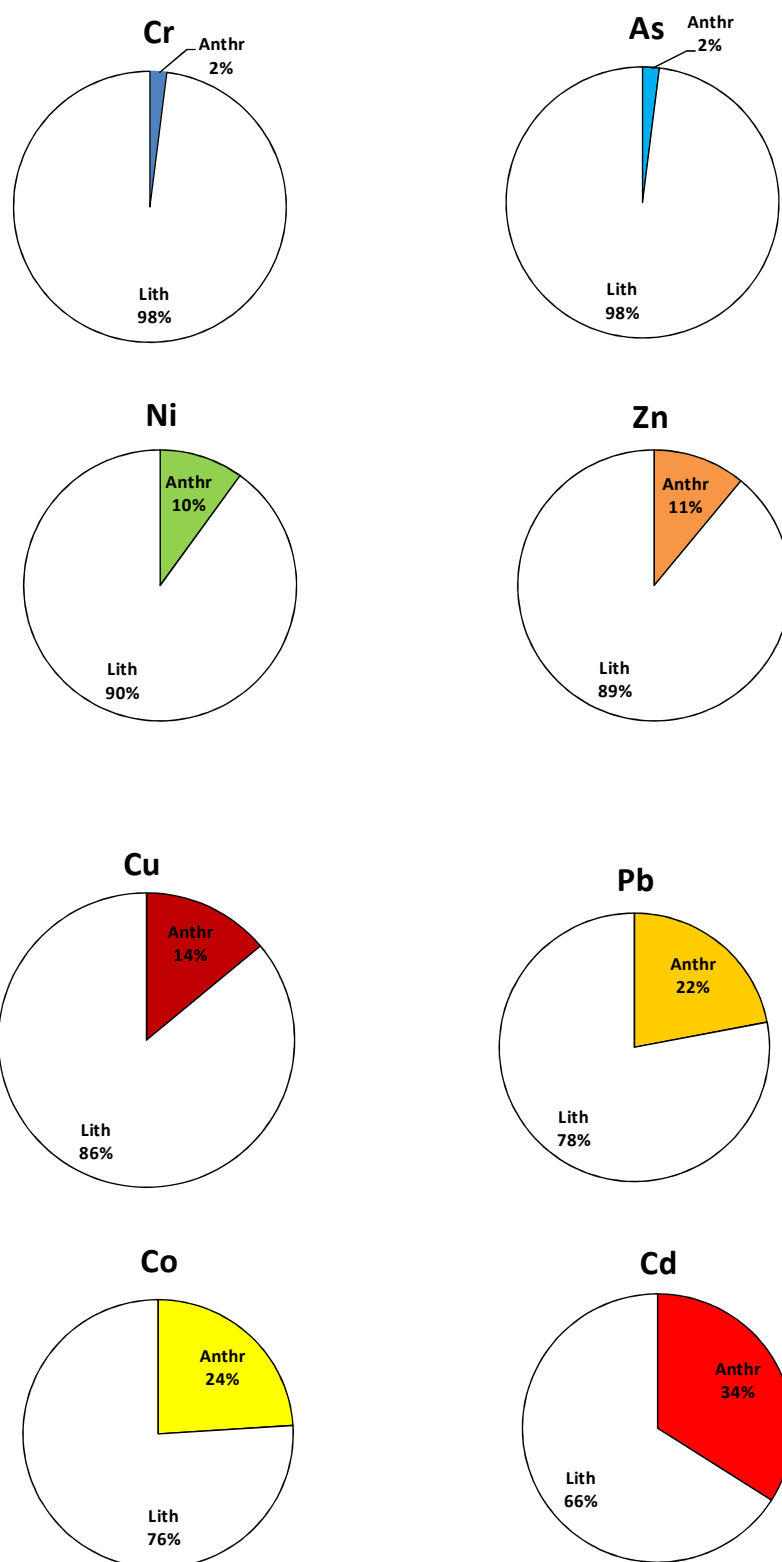 Cr
Anthr
2%
Lith
98%
As
Anthr
2%
Lith
98%
Ni
Anthr
10%
Lith
90%
Zn
Anthr
11%
Lith
89%
Cu
Anthr
14%
Lith
86%
Pb
Anthr
22%
Lith
78%
Co
Anthr
24%
Lith
76%
Cd
Anthr
34%
Lith
66%